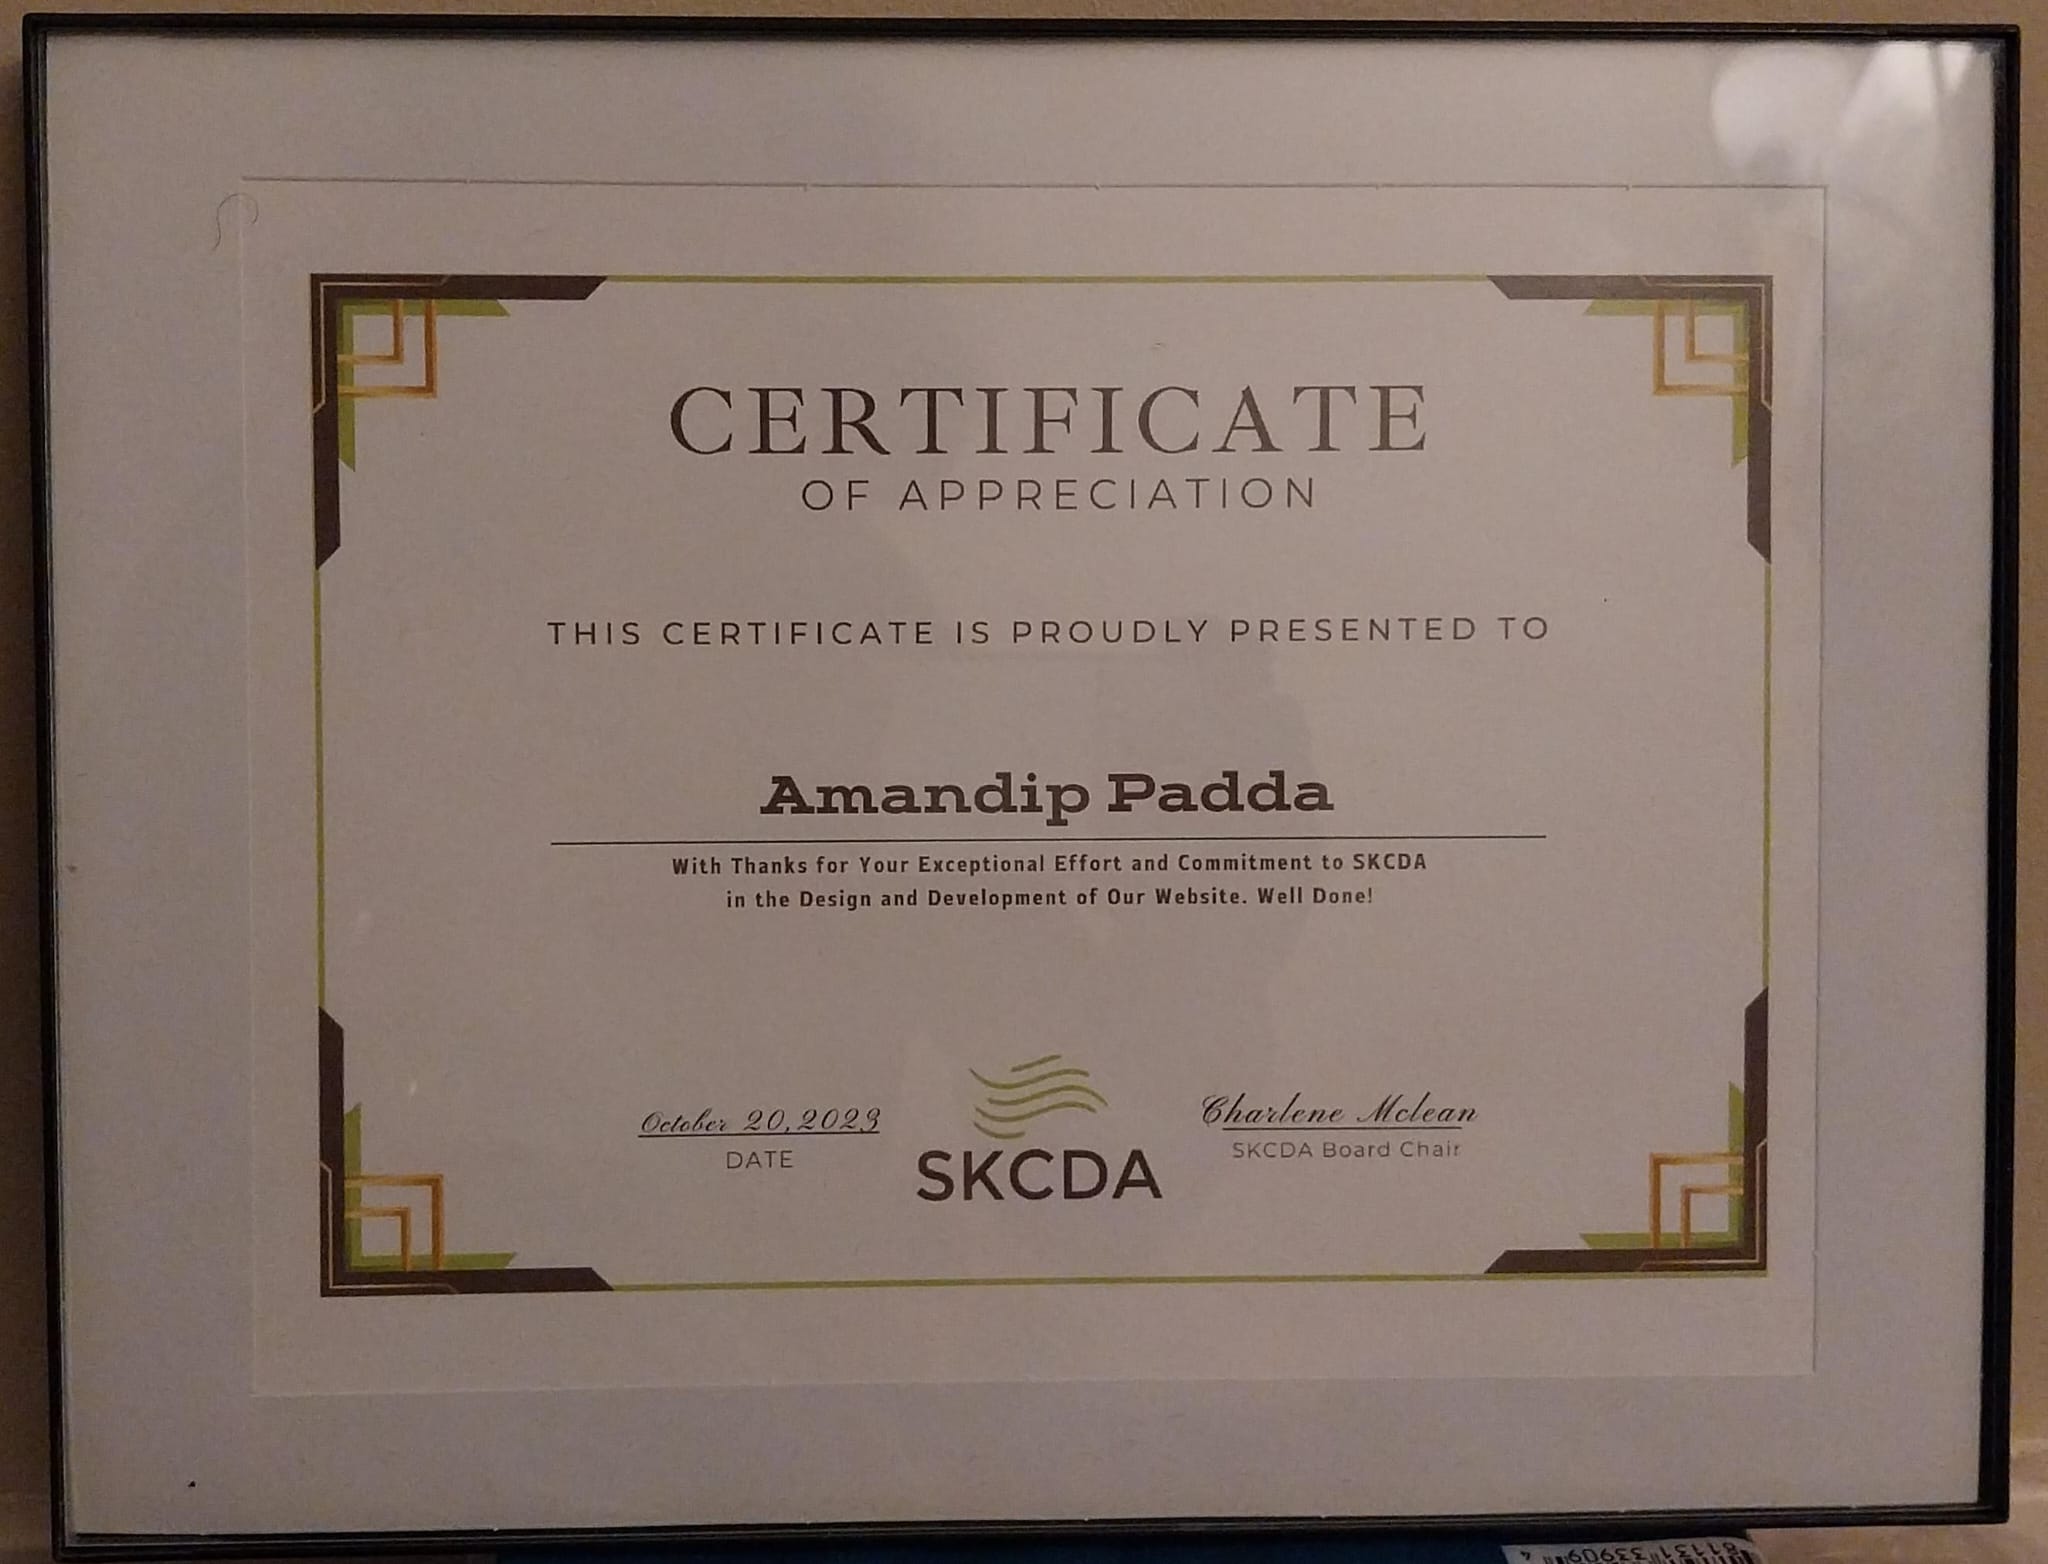 CERTIFICATE
OF APPRECIATION
THIS CERTIFICATE IS PROUDLY PRESENTED TO
Amandip Padda
With Thanks for Your Exceptional Effort and Commitment to SKCDA
in the Design and Development of Our Website. Well Done!
October 20, 2023
DATE
SKCDA
Charlene Mclean
SKCDA Board Chair